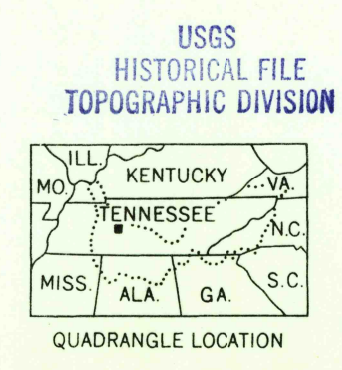 USGS
HISTORICAL FILE
TOPOGRAPHIC DIVISION
ILL.
MO.
KENTUCKY
VA.
TENNESSEE
N.C.
MISS.
ALA.
GA.
S.C.
QUADRANGLE LOCATION